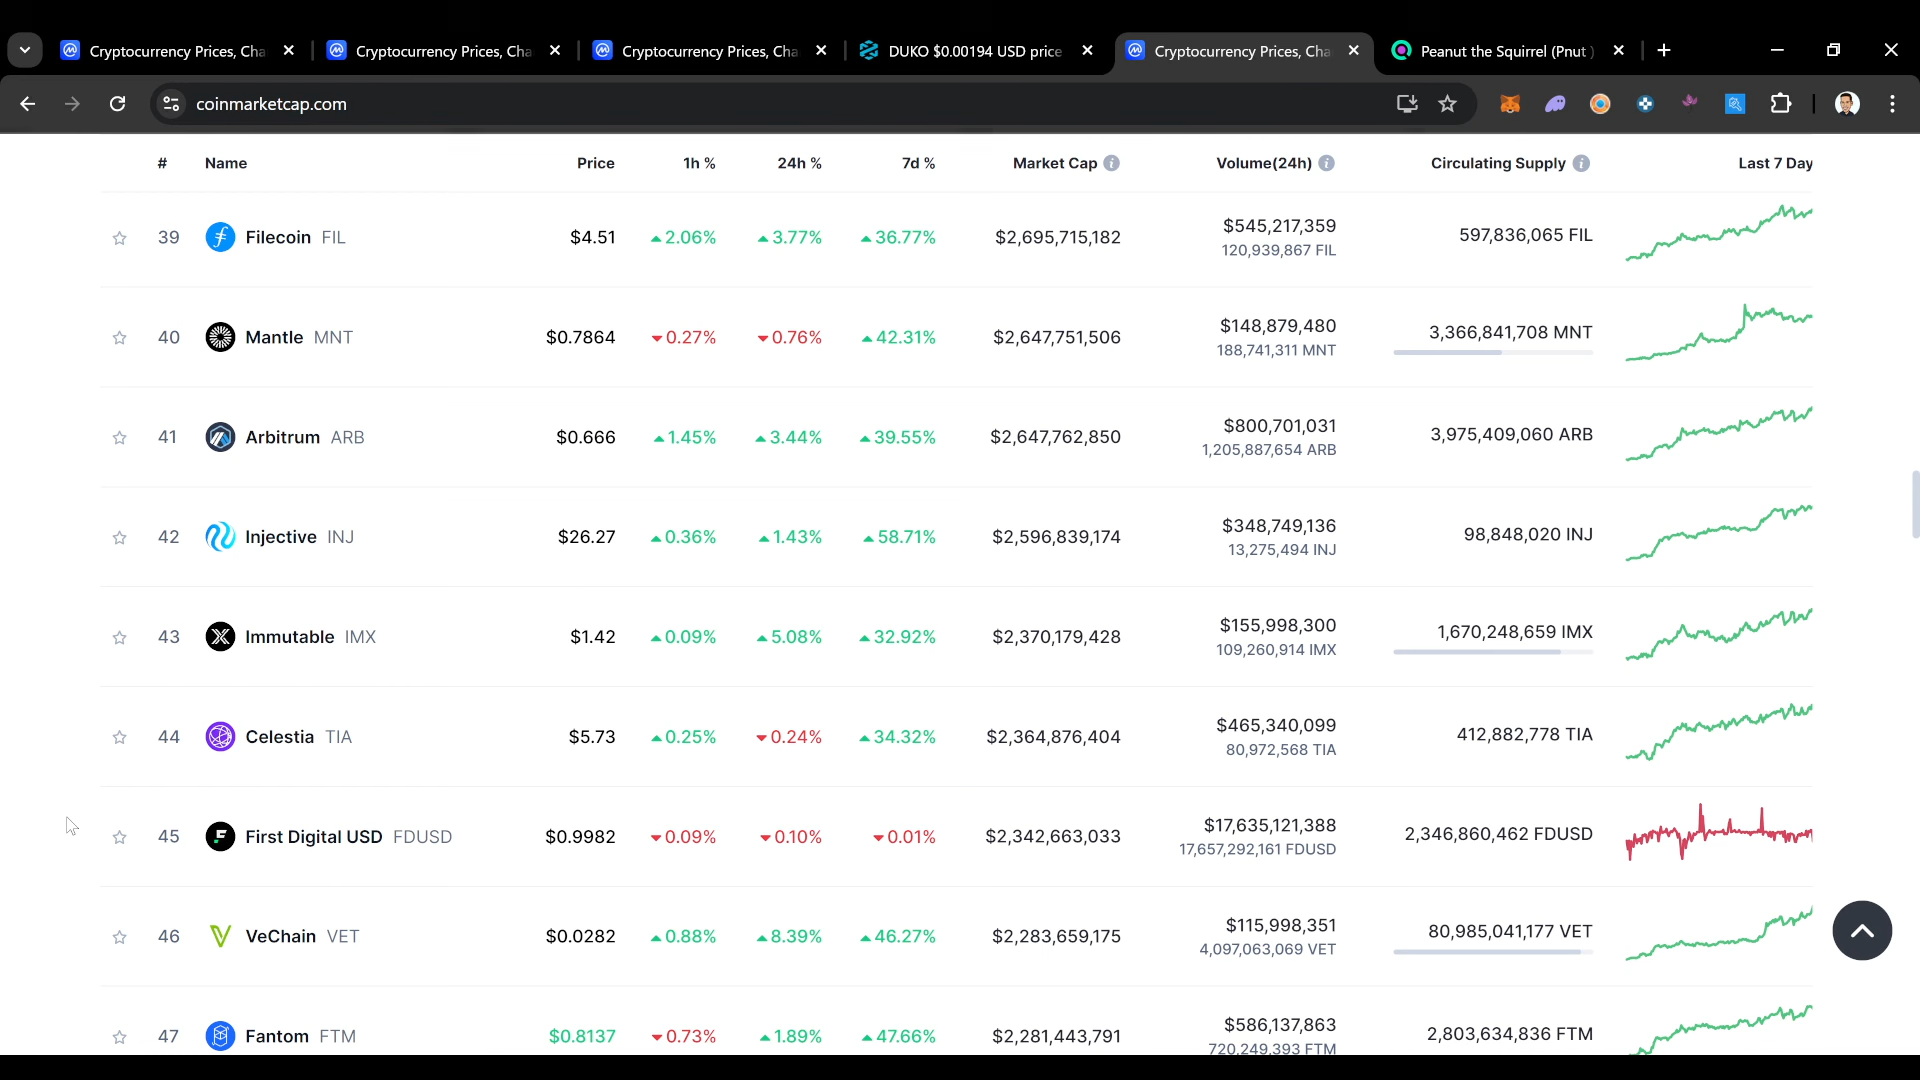 Cryptocurrency Prices, Cha
Cryptocurrency Prices, Cha
Cryptocurrency Prices, Cha
DUKO $0.00194 USD price
Cryptocurrency Prices, Cha
Peanut the Squirrel (Pnut )
coinmarketcap.com
# Name Price 1h % 24h % 7d % Market Cap Volume(24h) Circulating Supply Last 7 Day
39 Filecoin FIL $4.51 2.06% 3.77% 36.77% $2,695,715,182 $545,217,359 597,836,065 FIL
120,939,867 FIL
40 Mantle MNT $0.7864 0.27% 0.76% 42.31% $2,647,751,506 $148,879,480 3,366,841,708 MNT
188,741,311 MNT
41 Arbitrum ARB $0.666 1.45% 3.44% 39.55% $2,647,762,850 $800,701,031 3,975,409,060 ARB
1,205,887,654 ARB
42 Injective INJ $26.27 0.36% 1.43% 58.71% $2,596,839,174 $348,749,136 98,848,020 INJ
13,275,494 INJ
43 Immutable IMX $1.42 0.09% 5.08% 32.92% $2,370,179,428 $155,998,300 1,670,248,659 IMX
109,260,914 IMX
44 Celestia TIA $5.73 0.25% 0.24% 34.32% $2,364,876,404 $465,340,099 412,882,778 TIA
80,972,568 TIA
45 First Digital USD FDUSD $0.9982 0.09% 0.10% 0.01% $2,342,663,033 $17,635,121,388 2,346,860,462 FDUSD
17,657,292,161 FDUSD
46 VeChain VET $0.0282 0.88% 8.39% 46.27% $2,283,659,175 $115,998,351 80,985,041,177 VET
4,097,063,069 VET
47 Fantom FTM $0.8137 0.73% 1.89% 47.66% $2,281,443,791 $586,137,863 2,803,634,836 FTM
720,249,393 FTM